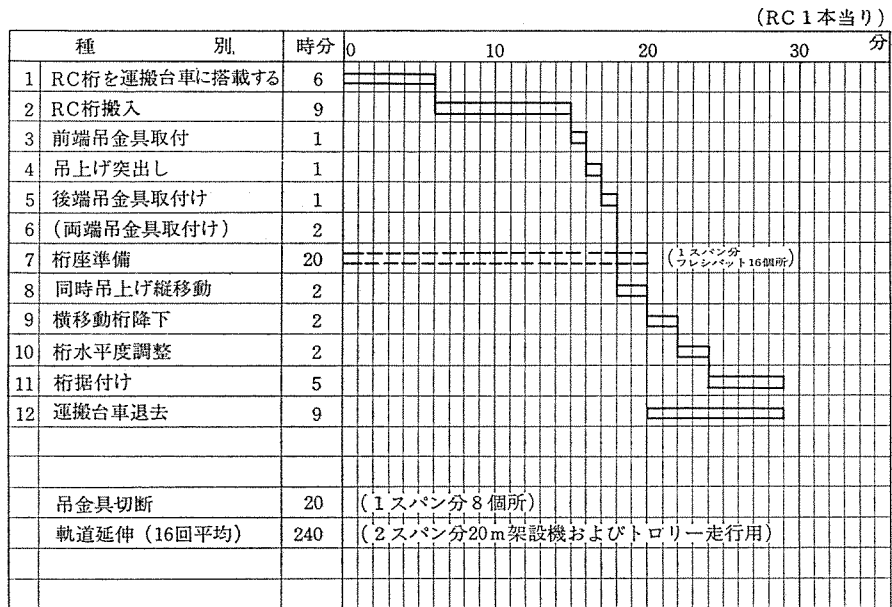 (RC1本当り)
種 別 時分 0 10 20 30 分
1 RC桁を運搬台車に搭載する 6
2 RC桁搬入 9
3 前端吊金具取付 1
4 吊上げ突出し 1
5 後端吊金具取付け 1
6 (両端吊金具取付け) 2
7 桁座準備 20 (1スパン分
フレシパット16個所)
8 同時吊上げ縦移動 2
9 横移動桁降下 2
10 桁水平度調整 2
11 桁据付け 5
12 運搬台車退去 9
吊金具切断 20 (1スパン分8個所)
軌道延伸(16回平均) 240 (2スパン分20m架設機およびトロリー走行用)